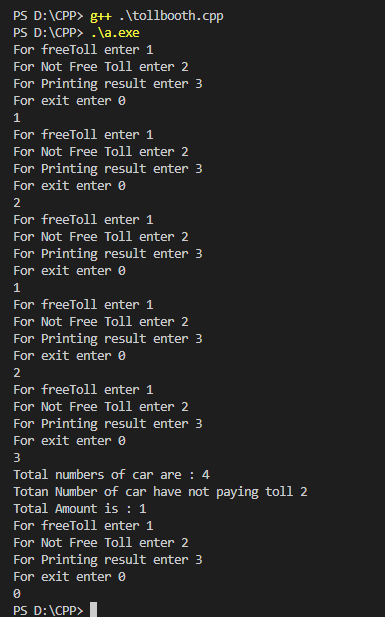 PS D:\CPP> g++ .\tollbooth.cpp
PS D:\CPP> .\a.exe
For freeToll enter 1
For Not Free Toll enter 2
For Printing result enter 3
For exit enter 0
1
For freeToll enter 1
For Not Free Toll enter 2
For Printing result enter 3
For exit enter 0
2
For freeToll enter 1
For Not Free Toll enter 2
For Printing result enter 3
For exit enter 0
1
For freeToll enter 1
For Not Free Toll enter 2
For Printing result enter 3
For exit enter 0
2
For freeToll enter 1
For Not Free Toll enter 2
For Printing result enter 3
For exit enter 0
3
Total numbers of car are : 4
Totan Number of car have not paying toll 2
Total Amount is : 1
For freeToll enter 1
For Not Free Toll enter 2
For Printing result enter 3
For exit enter 0
0
PS D:\CPP>